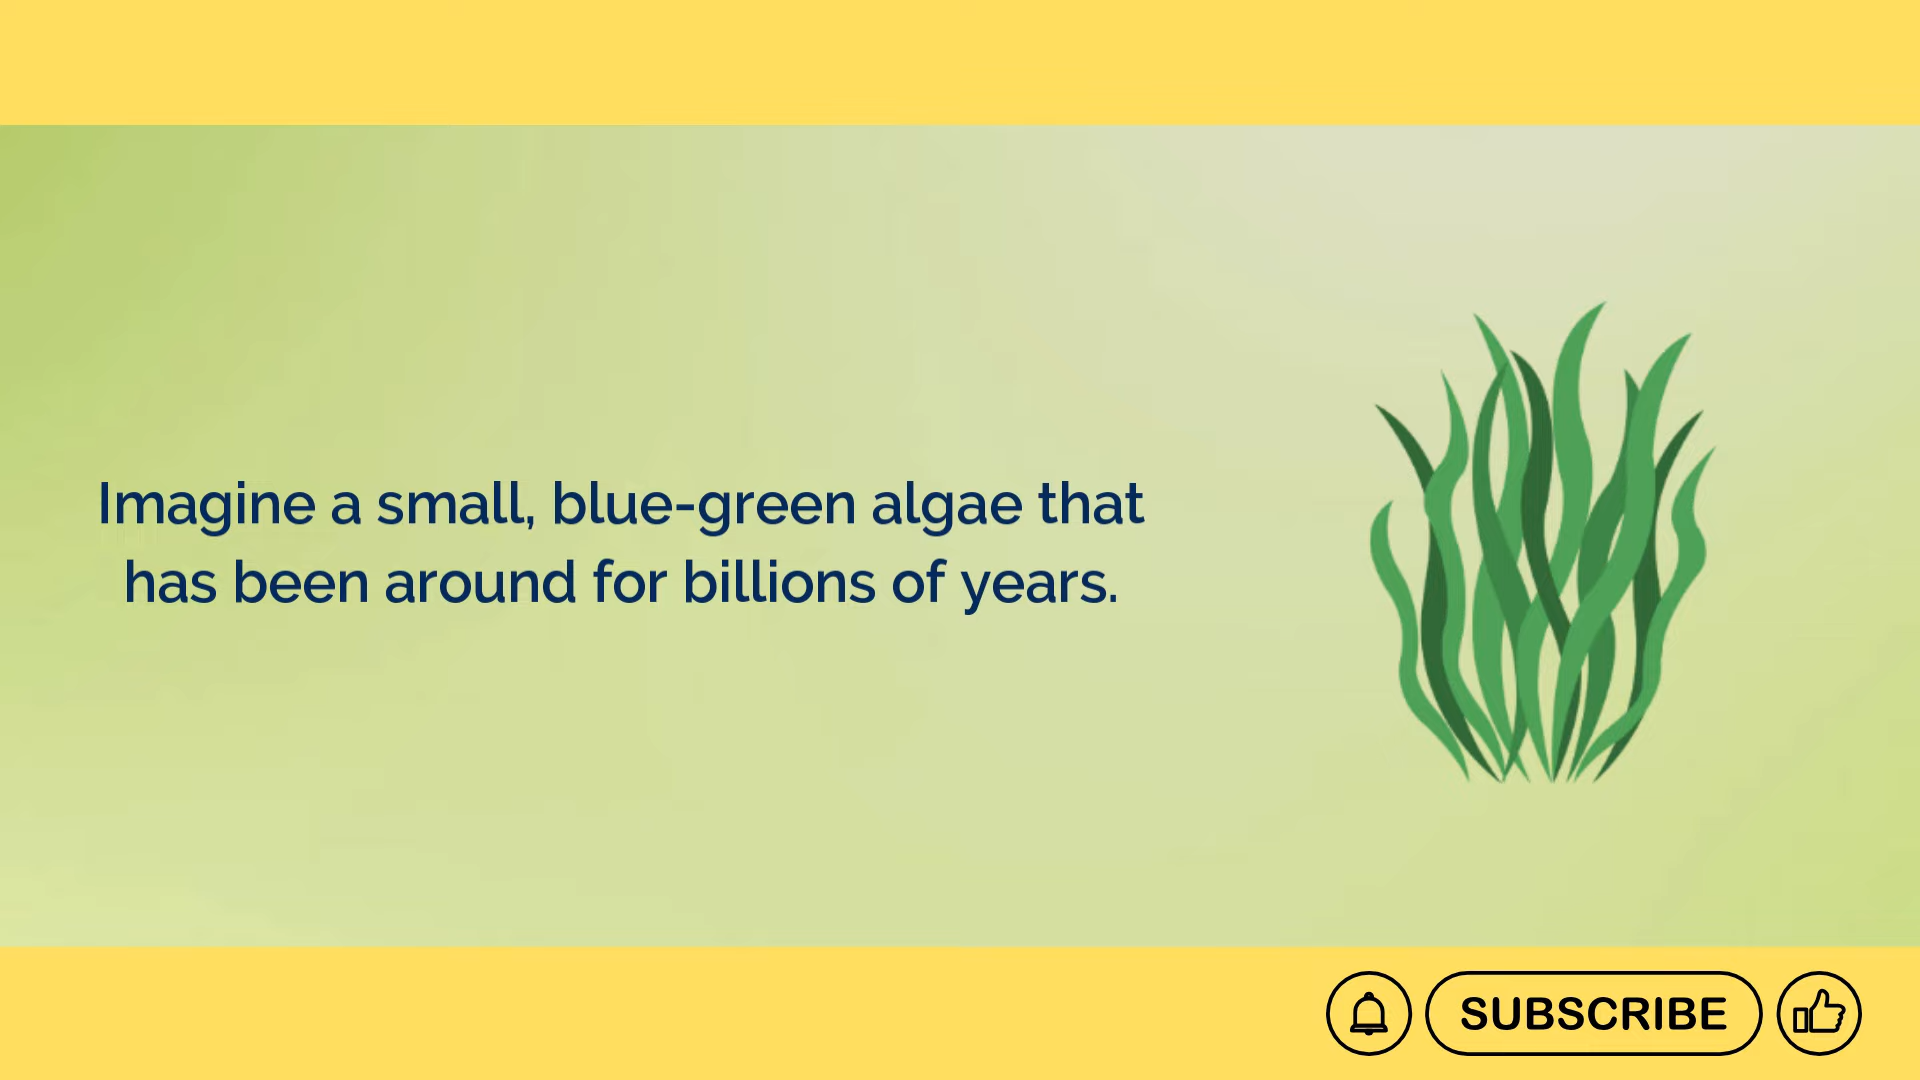 Imagine a small, blue-green algae that
has been around for billions of years.
SUBSCRIBE